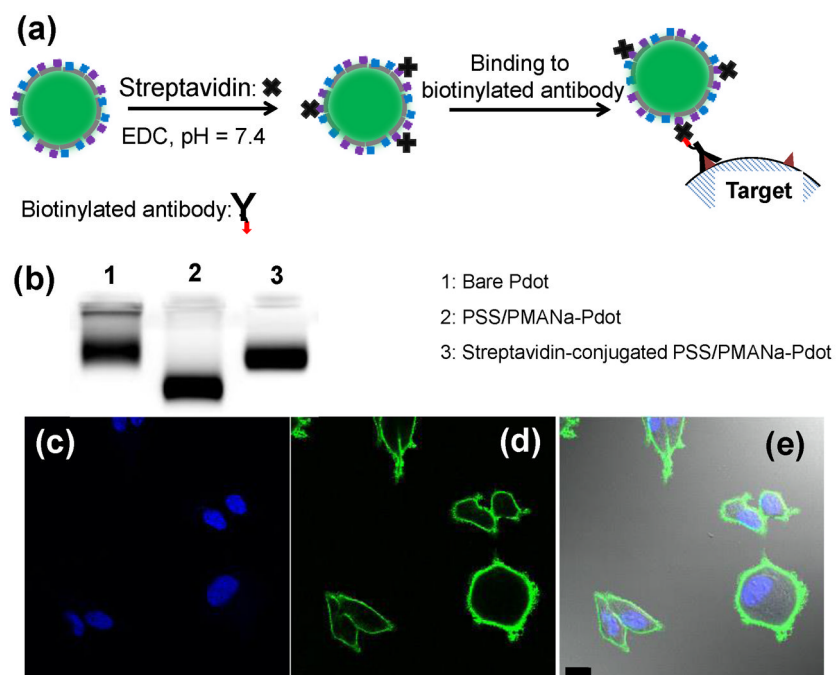 (a)
Streptavidin:
EDC, pH = 7.4
Binding to
biotinylated antibody
Target
Biotinylated antibody:
(b)
1 2 3
1: Bare Pdot
2: PSS/PMANa-Pdot
3: Streptavidin-conjugated PSS/PMANa-Pdot
(c) (d) (e)